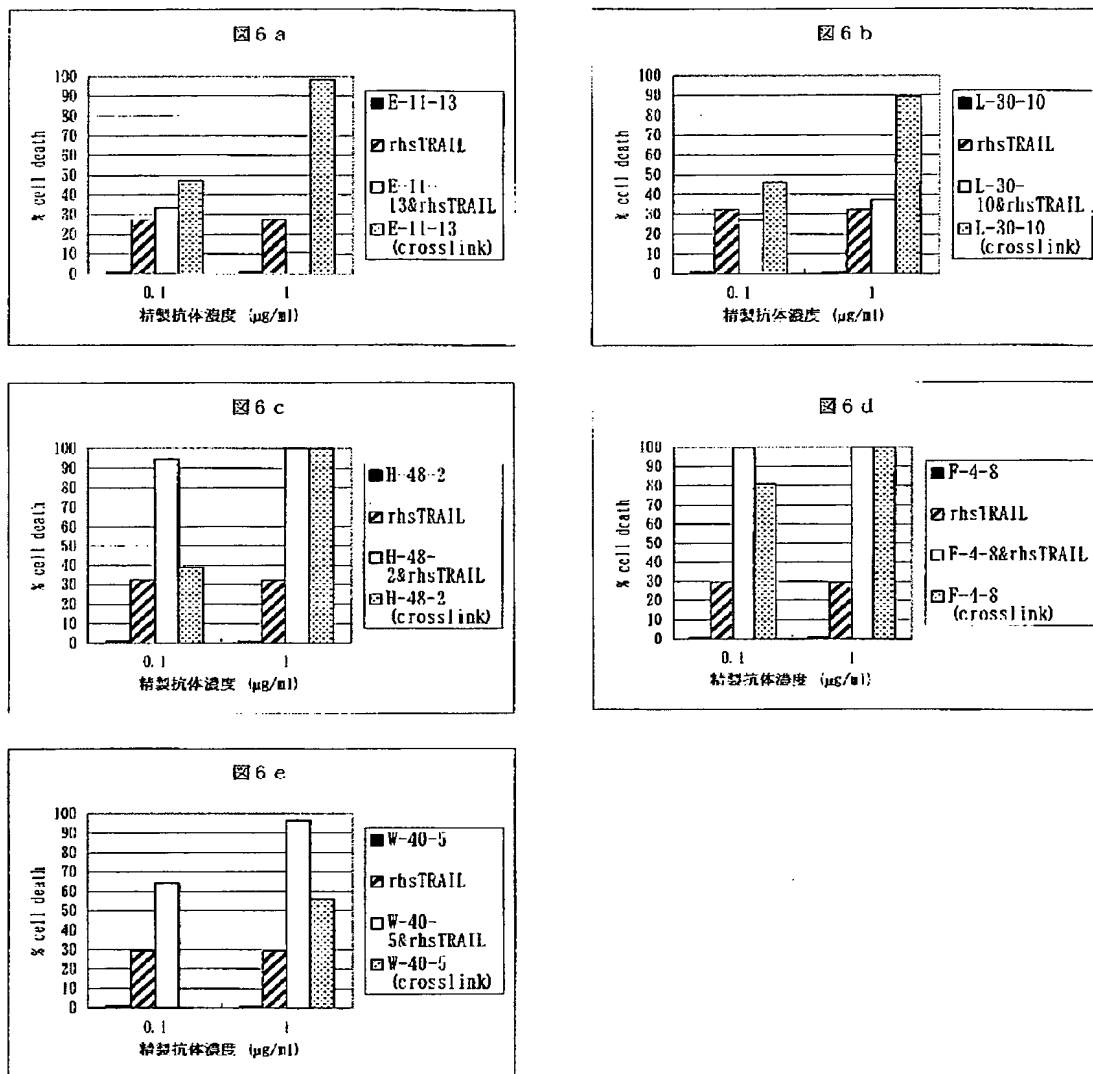 図6a
% cell death
100
90
80
70
60
50
40
30
20
10
0
0.1
1
精製抗体濃度 (μg/ml)
E-11-13
rhsTRAIL
E-11-
13&rhsTRAIL
E-11-13
(crosslink)
図6b
% cell death
100
90
80
70
60
50
40
30
20
10
0
0.1
1
精製抗体濃度 (μg/ml)
L-30-10
rhsTRAIL
L-30-
10&rhsTRAIL
L-30-10
(crosslink)
図6c
% cell death
100
90
80
70
60
50
40
30
20
10
0
0.1
1
精製抗体濃度 (μg/ml)
H-48-2
rhsTRAIL
H-48-
2&rhsTRAIL
H-48-2
(crosslink)
図6d
% cell death
100
90
80
70
60
50
40
30
20
10
0
0.1
1
精製抗体濃度 (μg/ml)
F-4-8
rhsTRAIL
F-4-8&rhsTRAIL
F-4-8
(crosslink)
図6e
% cell death
100
90
80
70
60
50
40
30
20
10
0
0.1
1
精製抗体濃度 (μg/ml)
W-40-5
rhsTRAIL
W-40-
5&rhsTRAIL
W-40-5
(crosslink)